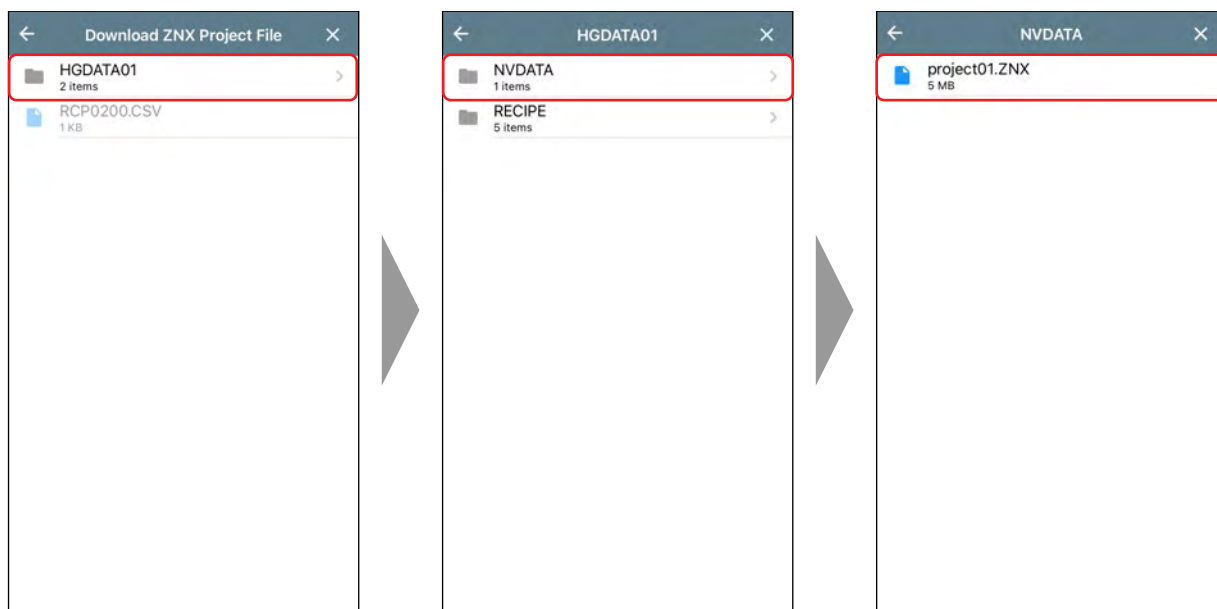 Download ZNX Project File
HGDATA01
2 items
RCP0200.CSV
1 KB
HGDATA01
NVDATA
1 items
RECIPE
5 items
NVDATA
project01.ZNX
5 MB